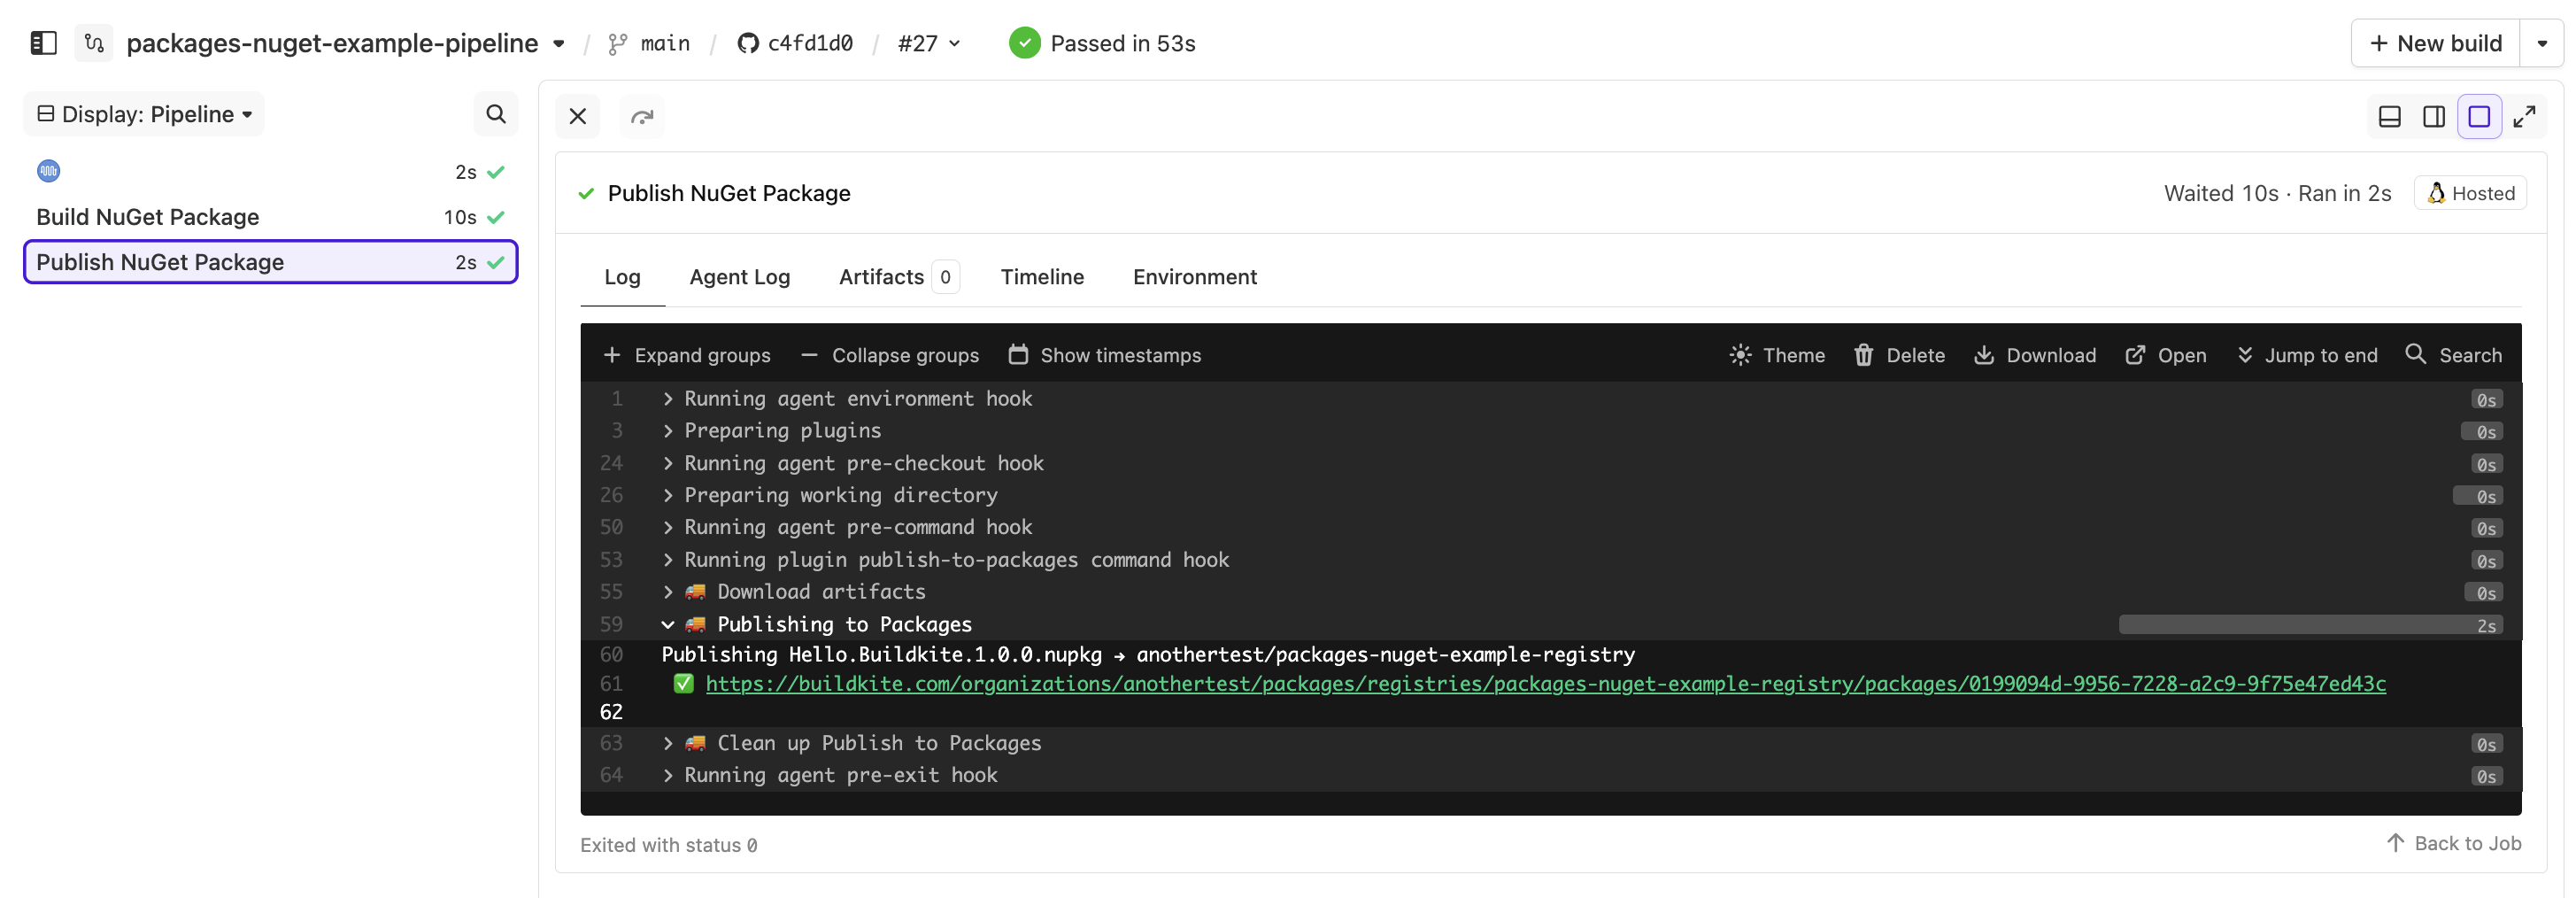 packages-nuget-example-pipeline / main / c4fd1d0 / #27 Passed in 53s + New build
Display: Pipeline
2s
Build NuGet Package 10s
Publish NuGet Package 2s
Publish NuGet Package Waited 10s · Ran in 2s Hosted
Log Agent Log Artifacts 0 Timeline Environment
Expand groups Collapse groups Show timestamps Theme Delete Download Open Jump to end Search
1 > Running agent environment hook 0s
3 > Preparing plugins 0s
24 > Running agent pre-checkout hook 0s
26 > Preparing working directory 0s
50 > Running agent pre-command hook 0s
53 > Running plugin publish-to-packages command hook 0s
55 > 🚚 Download artifacts 0s
59 🚚 Publishing to Packages 2s
60 Publishing Hello.Buildkite.1.0.0.nupkg → anothertest/packages-nuget-example-registry
61 ✅ https://buildkite.com/organizations/anothertest/packages/registries/packages-nuget-example-registry/packages/0199094d-9956-7228-a2c9-9f75e47ed43c
62
63 > 🚚 Clean up Publish to Packages 0s
64 > Running agent pre-exit hook 0s
Exited with status 0 ↑ Back to Job